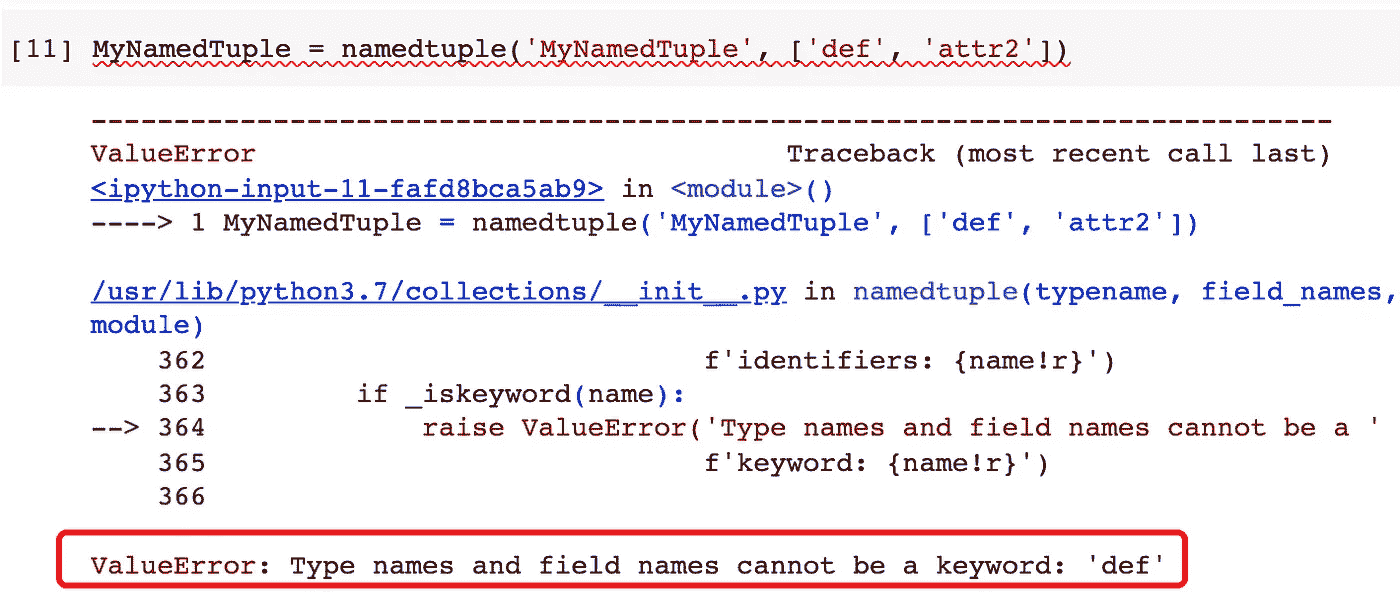 [11] MyNamedTuple = namedtuple('MyNamedTuple', ['def', 'attr2'])
---------------------------------------------------------------------------
ValueError                                Traceback (most recent call last)
<ipython-input-11-fafd8bca5ab9> in <module>()
----> 1 MyNamedTuple = namedtuple('MyNamedTuple', ['def', 'attr2'])
/usr/lib/python3.7/collections/__init__.py in namedtuple(typename, field_names,
module)
    362                              f'identifiers: {name!r}')
    363         if _iskeyword(name):
--> 364             raise ValueError('Type names and field names cannot be a '
    365                              f'keyword: {name!r}')
    366
ValueError: Type names and field names cannot be a keyword: 'def'